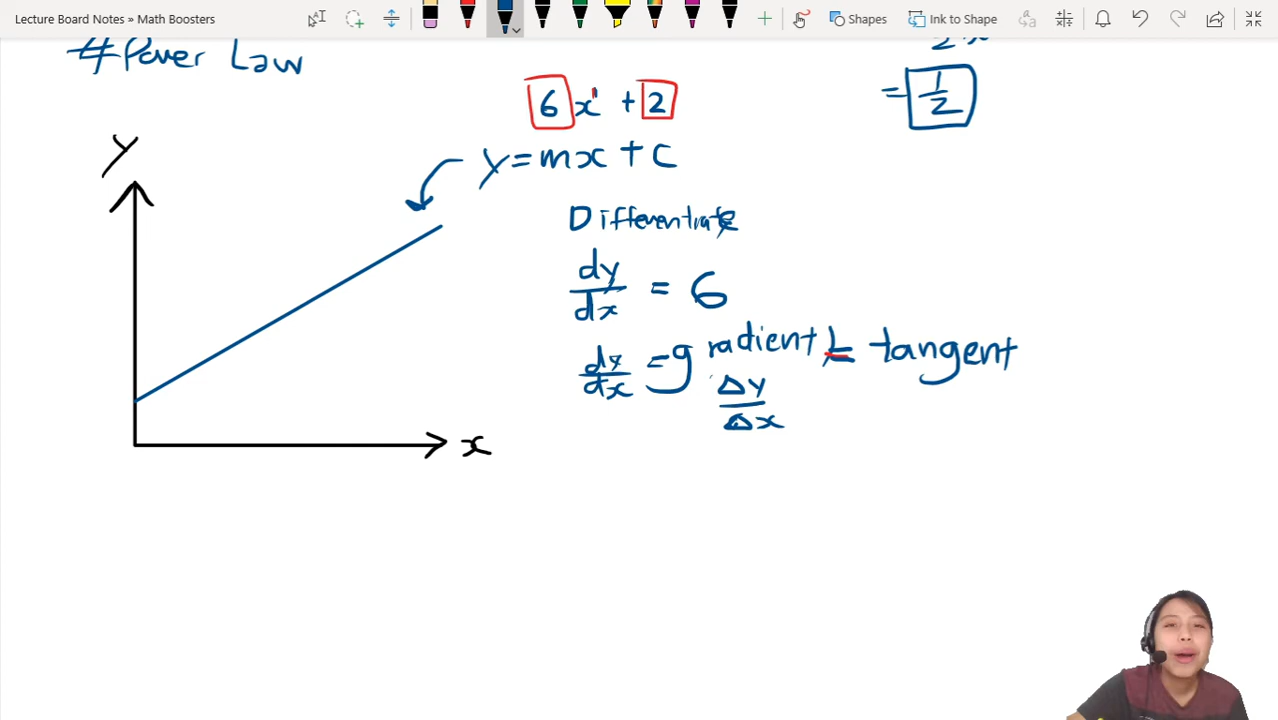 Lecture Board Notes » Math Boosters
Shapes
Ink to Shape
#Power Law
6x¹ + 2
= 1/2
y
y = mx + c
Differentiate
dy/dx = 6
dy/dx = gradient = tangent
Δy/Δx
x